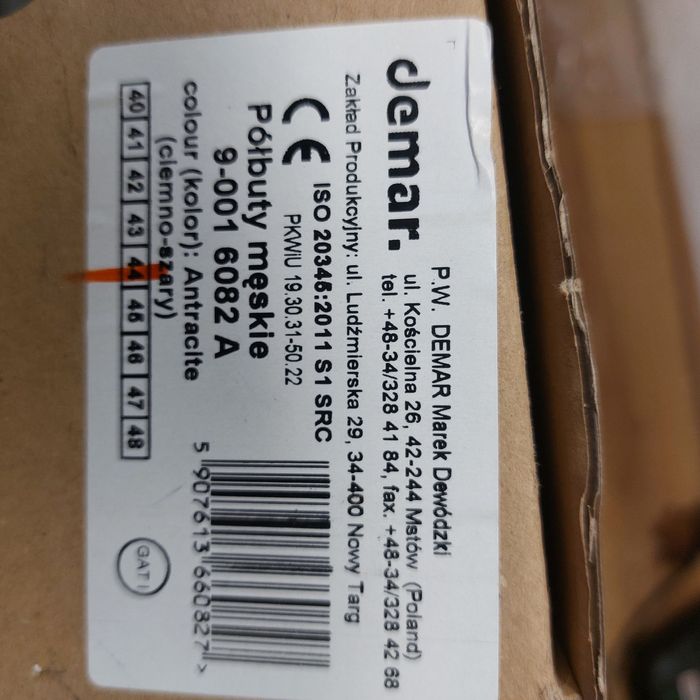 demar.
P.W. DEMAR Marek Dewódzki
ul. Kościelna 26, 42-244 Mstów (Poland)
tel. +48-34/328 41 84, fax. +48-34/328 42 68
Zakład Produkcyjny: ul. Ludźmierska 29, 34-400 Nowy Targ
CE
ISO 20345:2011 S1 SRC
PKWiU 19.30.31-50.22
Półbuty męskie
9-001 6082 A
colour (kolor): Antracite
(ciemno-szary)
40 41 42 43 44 45 46 47 48
5 907613 660827 >
GAT I